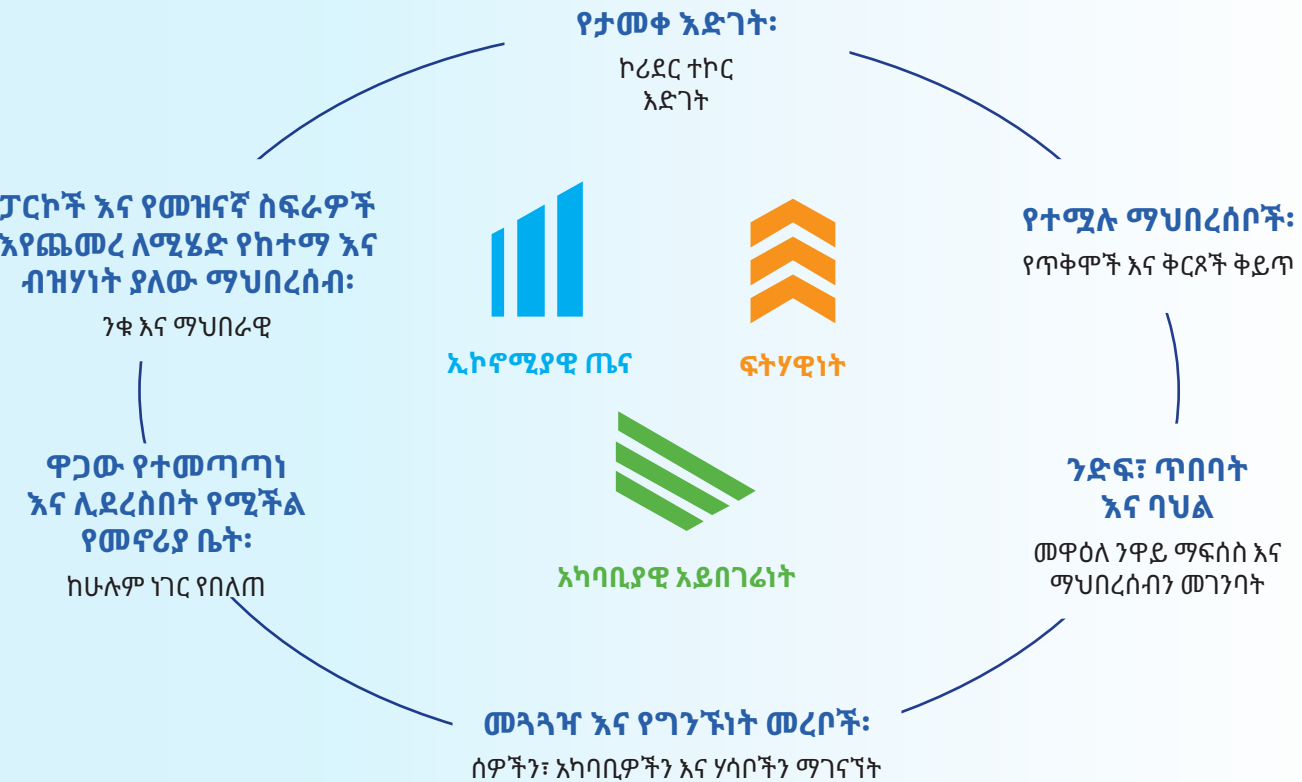 የታመቀ እድገት፡
ኮሪደር ተኮር
እድገት
ፓርኮች እና የመዝናኛ ስፍራዎች
እየጨመረ ለሚሄድ የከተማ እና
ብዝሃነት ያለው ማህበረሰብ፡
ንቁ እና ማህበራዊ
የተሟሉ ማህበረሰቦች፡
የጥቅሞች እና ቅርጾች ቅይጥ
ኢኮኖሚያዊ ጤና
ፍትሃዊነት
ዋጋው የተመጣጣነ
እና ሊደረስበት የሚችል
የመኖሪያ ቤት፡
ከሁሉም ነገር የበለጠ
ንድፍ፣ ጥበባት
እና ባህል
መዋዕለ ንዋይ ማፍሰስ እና
ማህበረሰብን መገንባት
አካባቢያዊ አይበገሬነት
መጓጓዣ እና የግንኙነት መረቦች፡
ሰዎችን፣ አካባቢዎችን እና ሃሳቦችን ማገናኘት